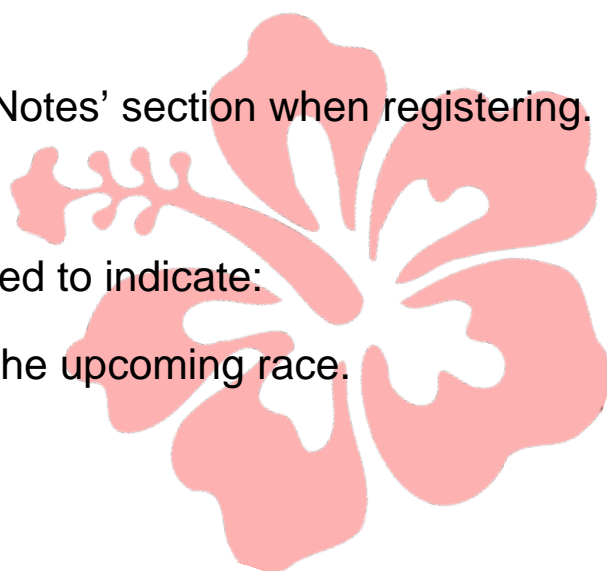 Notes’ section when registering.
ed to indicate:
he upcoming race.